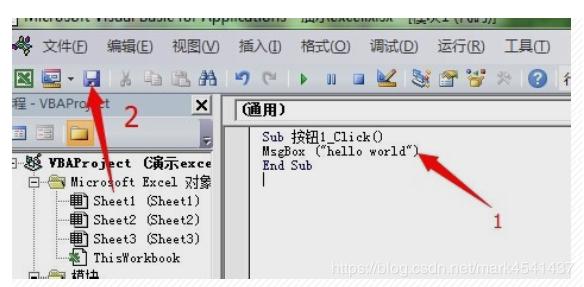 Microsoft Visual Basic for Applications - 演示excel.xlsx - [模块1 (代码)]
文件(F) 编辑(E) 视图(V) 插入(I) 格式(O) 调试(D) 运行(R) 工具(T)
程 - VBAProject
(通用)
2
Sub 按钮1_Click()
MsgBox ("hello world")
End Sub
1
VBAProject (演示exce
Microsoft Excel 对象
Sheet1 (Sheet1)
Sheet2 (Sheet2)
Sheet3 (Sheet3)
ThisWorkbook
模块
https://blog.csdn.net/mark4541437